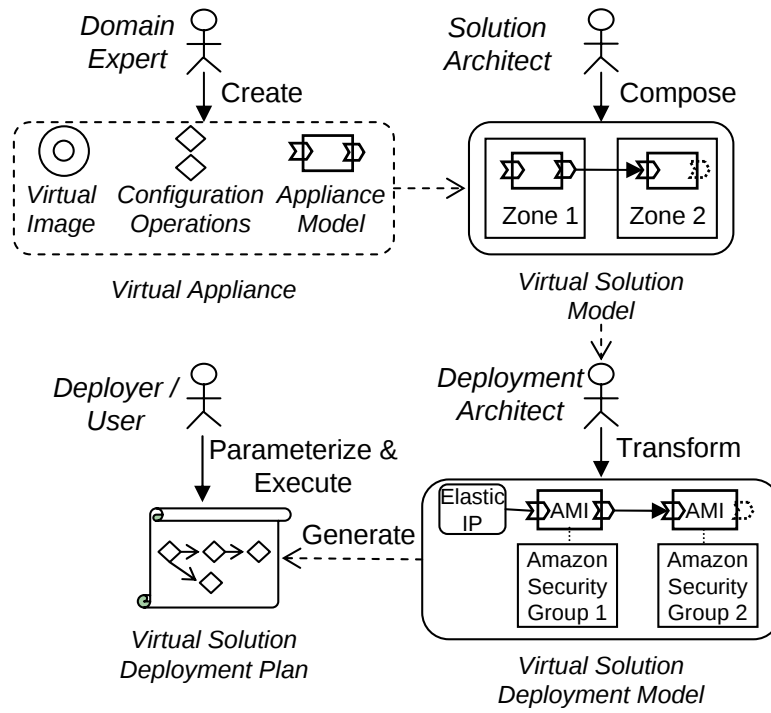 Domain
Expert
Create
Virtual
Image
Configuration
Operations
Appliance
Model
Virtual Appliance
Solution
Architect
Compose
Zone 1
Zone 2
Virtual Solution
Model
Deployment
Architect
Transform
Elastic
IP
AMI
AMI
Amazon
Security
Group 1
Amazon
Security
Group 2
Virtual Solution
Deployment Model
Generate
Deployer /
User
Parameterize &
Execute
Virtual Solution
Deployment Plan